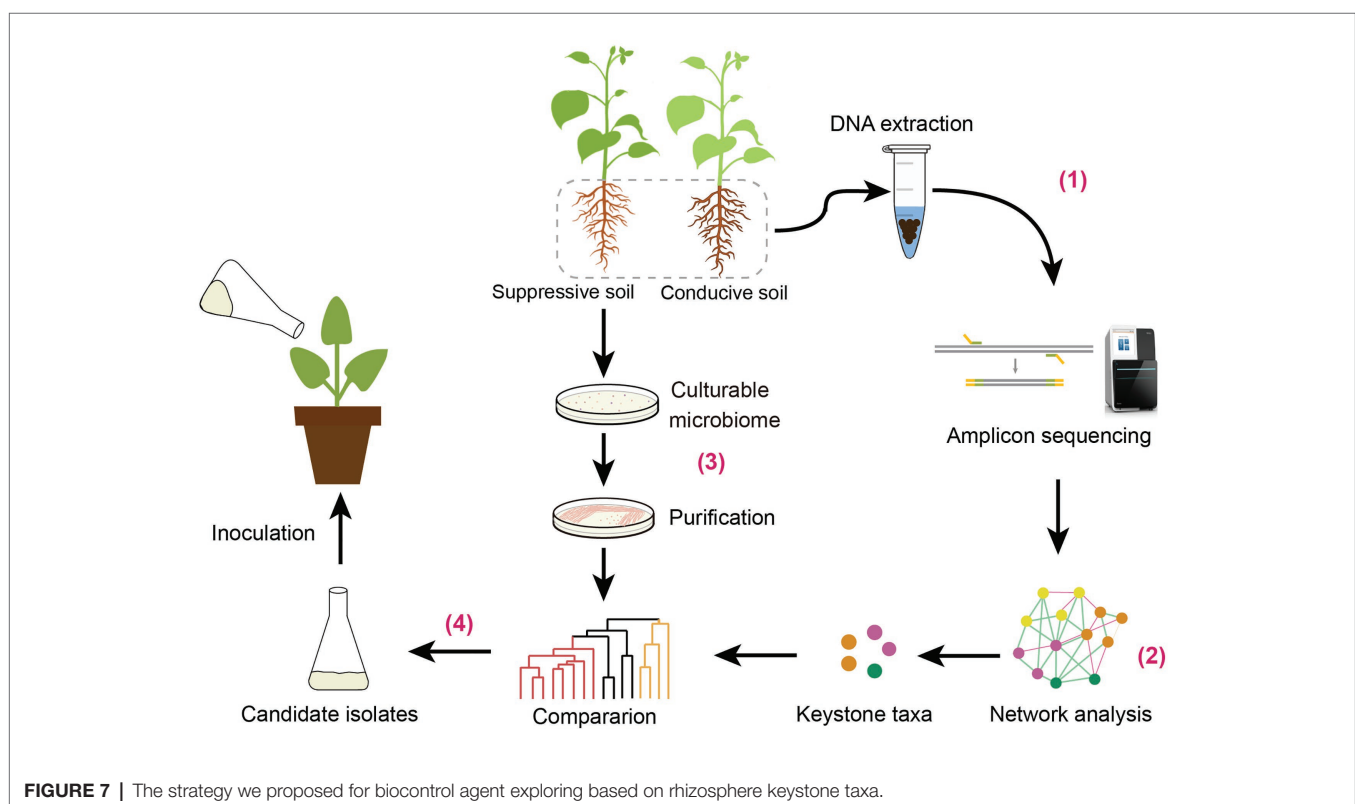 DNA extraction
(1)
Suppressive soil
Conducive soil
Culturable
microbiome
(3)
Amplicon sequencing
Purification
Inoculation
(4)
(2)
Candidate isolates
Compararion
Keystone taxa
Network analysis
FIGURE 7 | The strategy we proposed for biocontrol agent exploring based on rhizosphere keystone taxa.